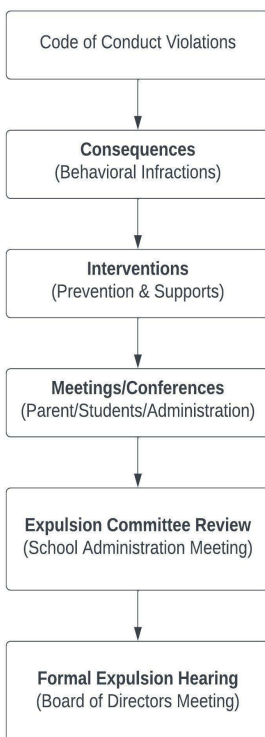 Code of Conduct Violations
Consequences
(Behavioral Infractions)
Interventions
(Prevention & Supports)
Meetings/Conferences
(Parent/Students/Administration)
Expulsion Committee Review
(School Administration Meeting)
Formal Expulsion Hearing
(Board of Directors Meeting)